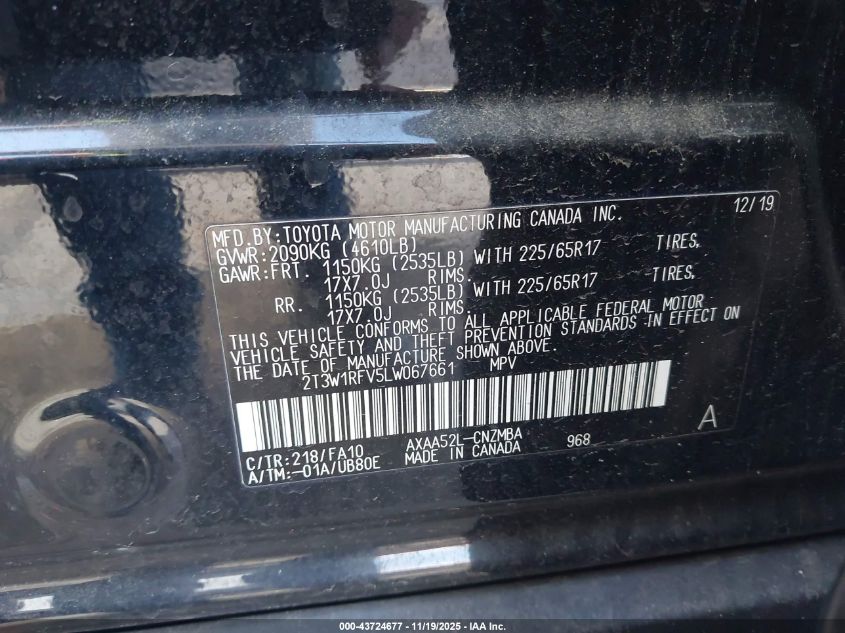 MFD.BY:TOYOTA MOTOR MANUFACTURING CANADA INC. 12/19
GVWR:2090KG (4610LB)
GAWR:FRT. 1150KG (2535LB) WITH 225/65R17 TIRES,
17X7.0J RIMS.
RR. 1150KG (2535LB) WITH 225/65R17 TIRES,
17X7.0J RIMS.
THIS VEHICLE CONFORMS TO ALL APPLICABLE FEDERAL MOTOR
VEHICLE SAFETY AND THEFT PREVENTION STANDARDS IN EFFECT ON
THE DATE OF MANUFACTURE SHOWN ABOVE.
2T3W1RFV5LW067661 MPV
A
C/TR:218/FA10 AXAA52L-CNZMBA 968
A/TM:-01A/UB80E MADE IN CANADA
000-43724677 - 11/19/2025 - IAA Inc.